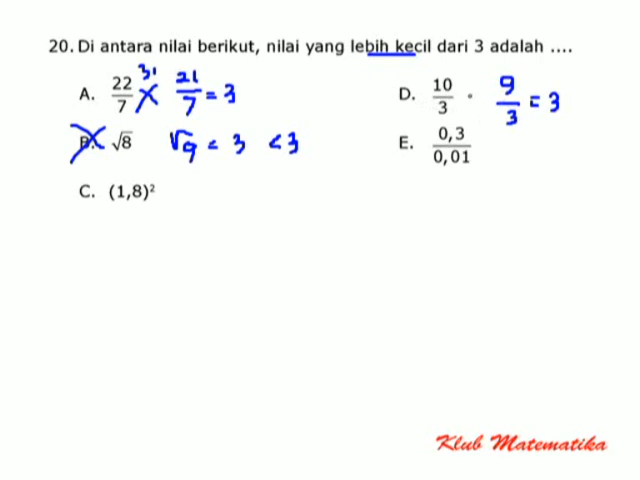 20. Di antara nilai berikut, nilai yang lebih kecil dari 3 adalah ....
A. 22/7 31 21/7 = 3
D. 10/3 . 9/3 = 3
B. √8 √9 = 3 < 3
E. 0,3/0,01
C. (1,8)²
Klub Matematika